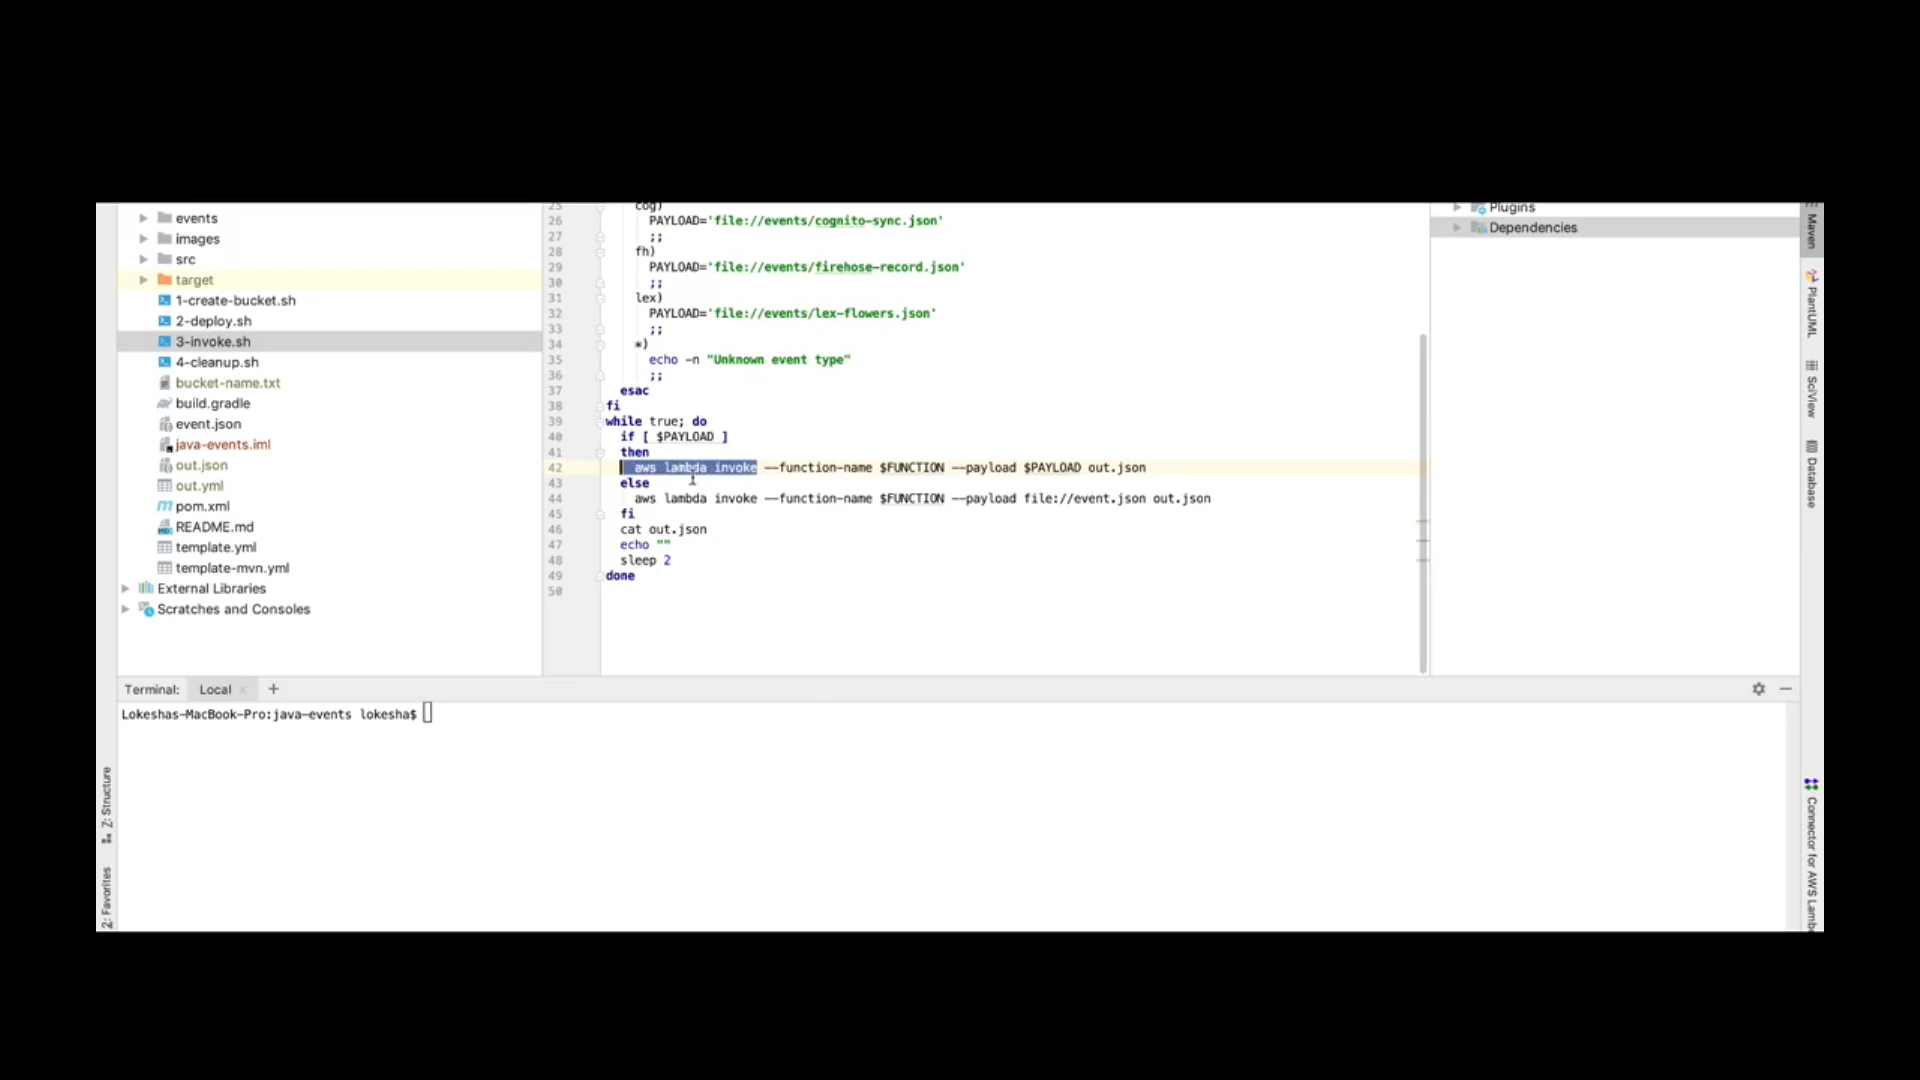 events
images
src
target
1-create-bucket.sh
2-deploy.sh
3-invoke.sh
4-cleanup.sh
bucket-name.txt
build.gradle
event.json
java-events.iml
out.json
out.yml
pom.xml
README.md
template.yml
template-mvn.yml
External Libraries
Scratches and Consoles
25 cog)
26 PAYLOAD='file://events/cognito-sync.json'
27 ;;
28 fh)
29 PAYLOAD='file://events/firehose-record.json'
30 ;;
31 lex)
32 PAYLOAD='file://events/lex-flowers.json'
33 ;;
34 *)
35 echo -n "Unknown event type"
36 ;;
37 esac
38 fi
39 while true; do
40 if [ $PAYLOAD ]
41 then
42 aws lambda invoke --function-name $FUNCTION --payload $PAYLOAD out.json
43 else
44 aws lambda invoke --function-name $FUNCTION --payload file://event.json out.json
45 fi
46 cat out.json
47 echo ""
48 sleep 2
49 done
50
Plugins
Dependencies
Maven
PlantUML
SciView
Database
Connector for AWS Lamb
Terminal: Local × +
Lokeshas-MacBook-Pro:java-events lokesha$
Z: Structure
2: Favorites